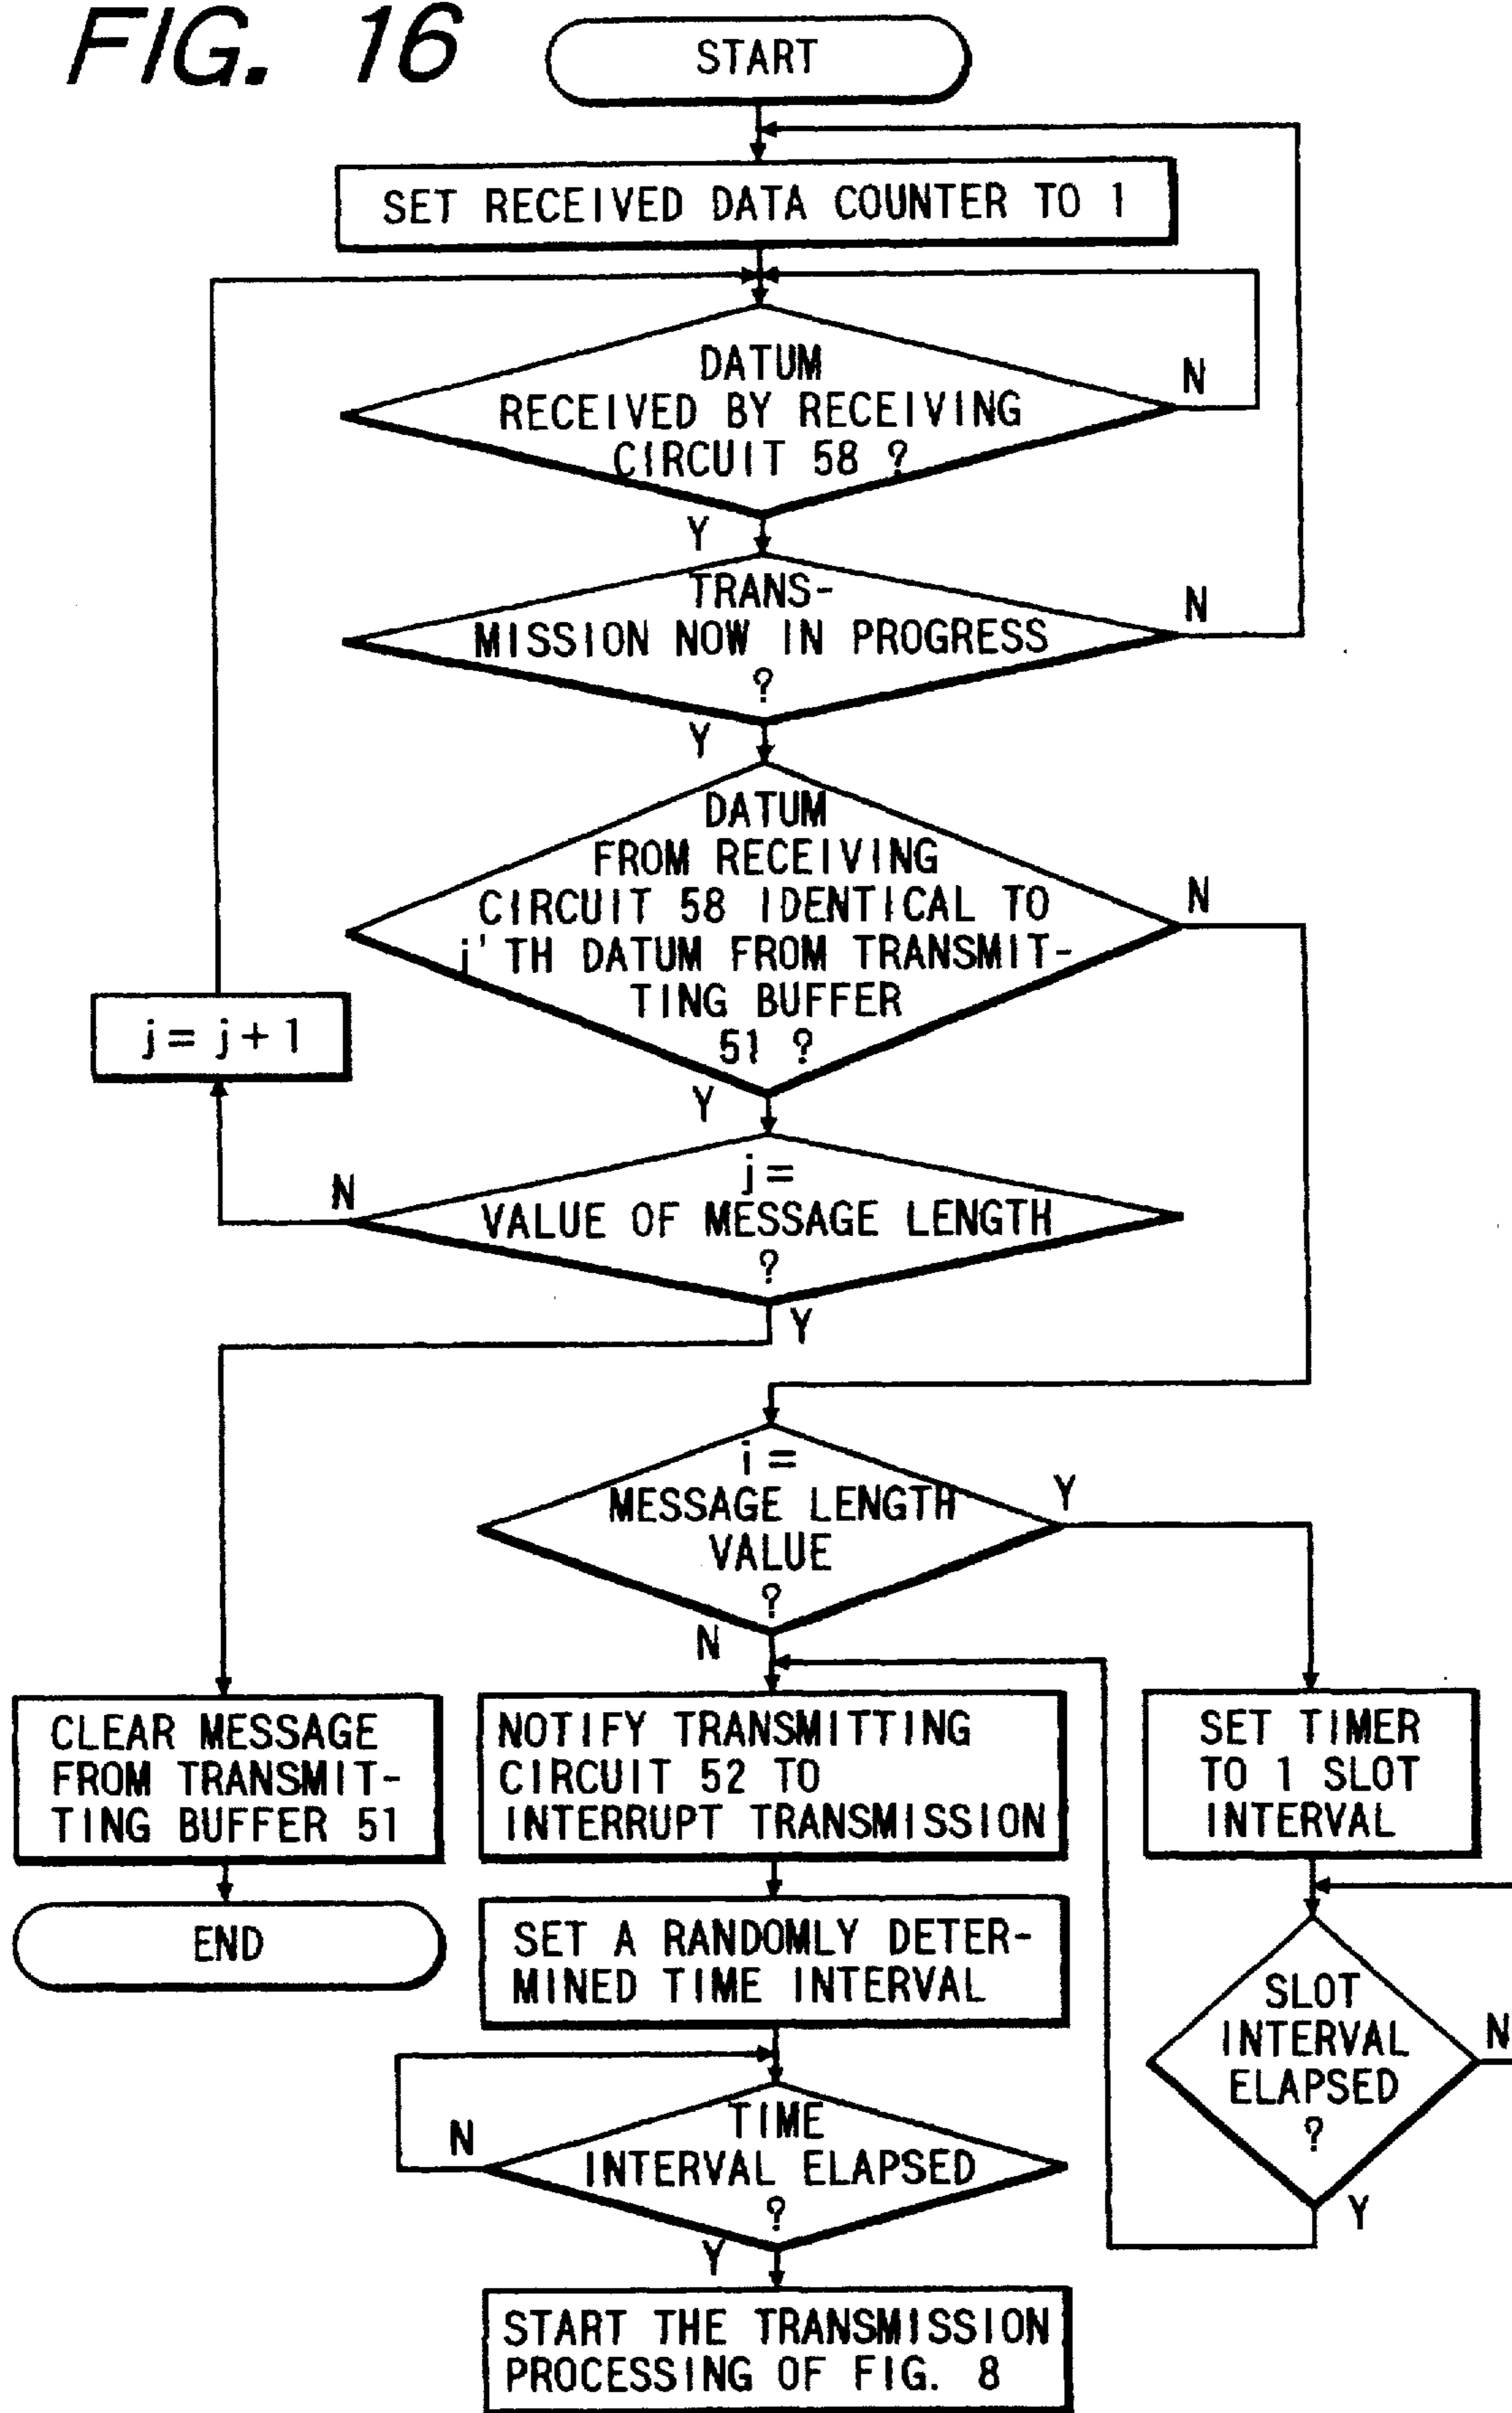 FIG. 16
START
SET RECEIVED DATA COUNTER TO 1
DATUM
RECEIVED BY RECEIVING
CIRCUIT 58 ?
N
Y
TRANS-
MISSION NOW IN PROGRESS
?
N
Y
DATUM
FROM RECEIVING
CIRCUIT 58 IDENTICAL TO
j'TH DATUM FROM TRANSMIT-
TING BUFFER
51 ?
N
j = j + 1
Y
j =
VALUE OF MESSAGE LENGTH
?
N
Y
i =
MESSAGE LENGTH
VALUE
?
Y
N
CLEAR MESSAGE
FROM TRANSMIT-
TING BUFFER 51
NOTIFY TRANSMITTING
CIRCUIT 52 TO
INTERRUPT TRANSMISSION
SET TIMER
TO 1 SLOT
INTERVAL
END
SET A RANDOMLY DETER-
MINED TIME INTERVAL
SLOT
INTERVAL
ELAPSED
?
N
Y
TIME
INTERVAL ELAPSED
?
N
Y
START THE TRANSMISSION
PROCESSING OF FIG. 8